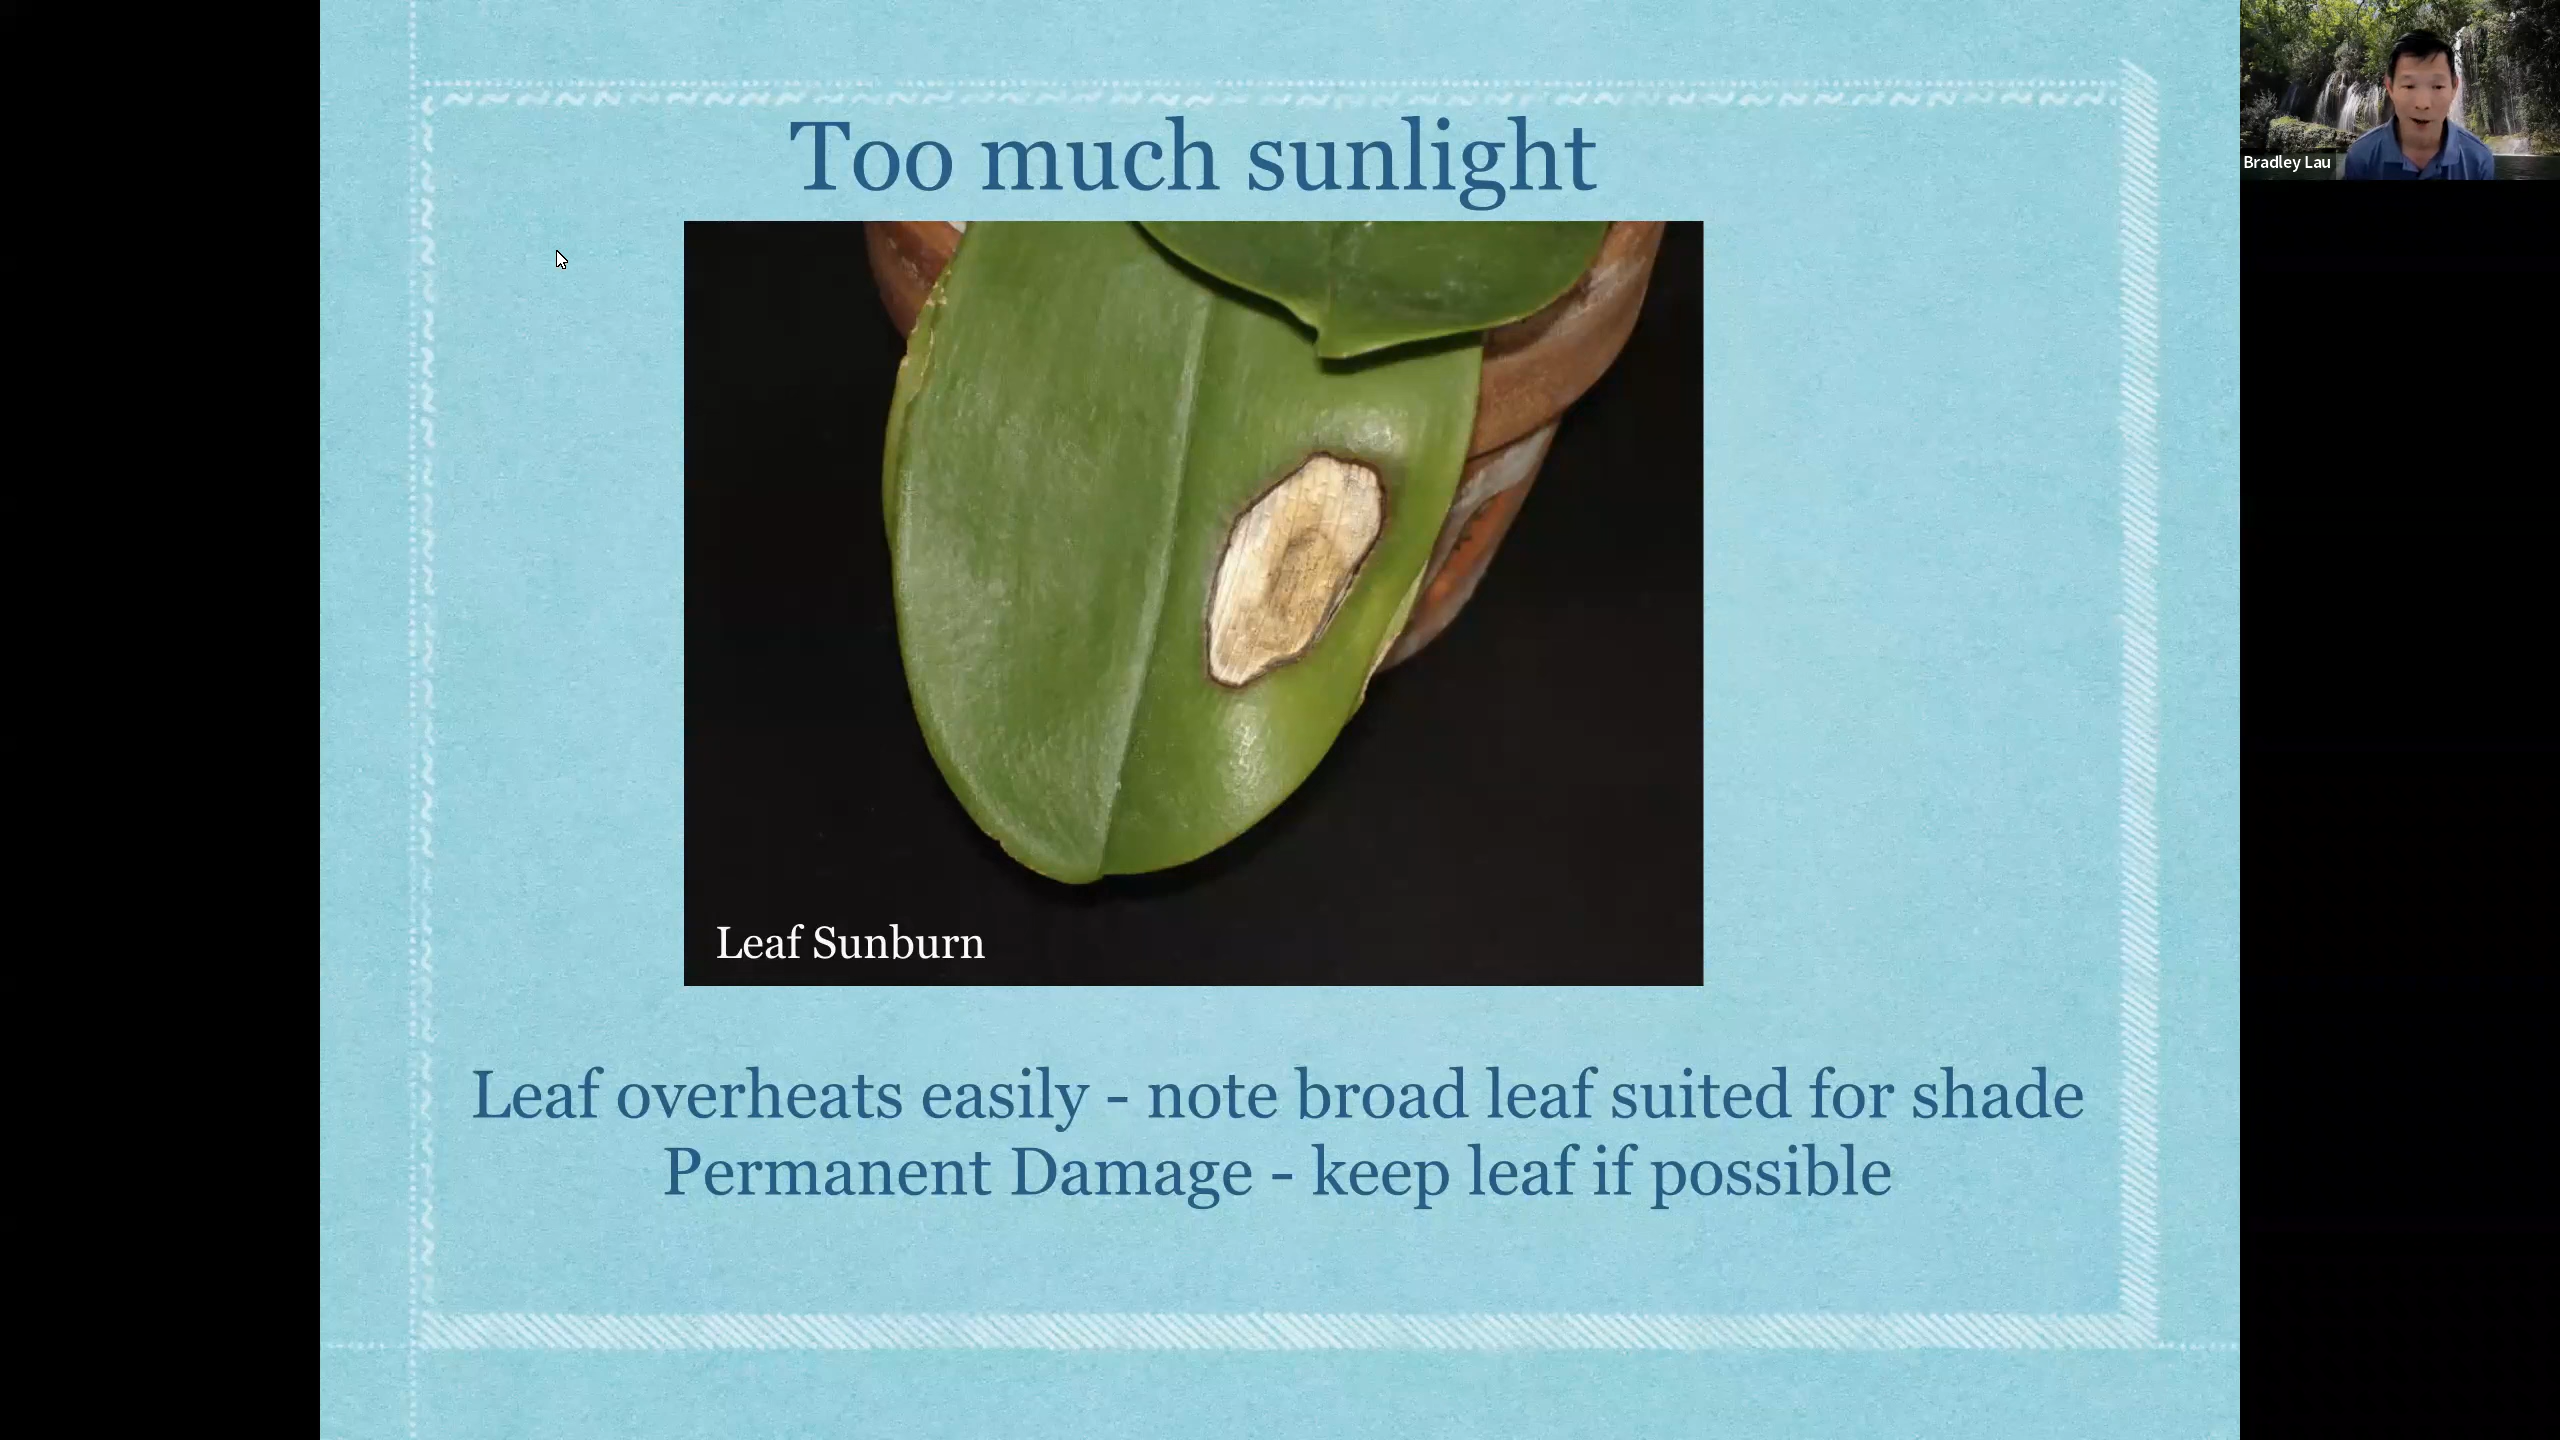 Too much sunlight
Bradley Lau
Leaf Sunburn
Leaf overheats easily - note broad leaf suited for shade
Permanent Damage - keep leaf if possible